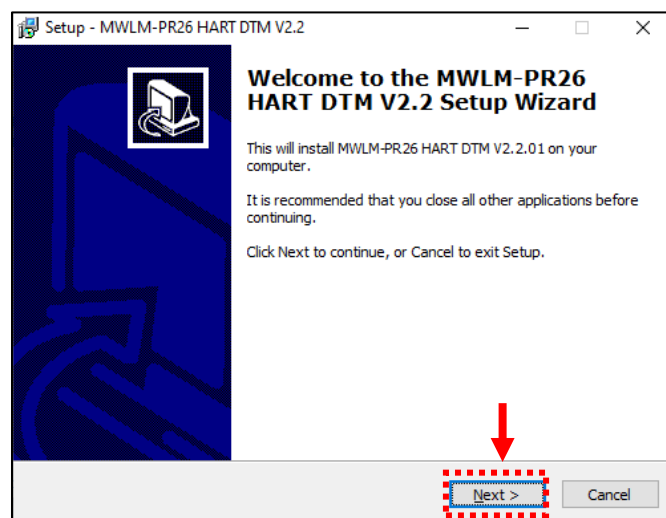 Setup - MWLM-PR26 HART DTM V2.2
Welcome to the MWLM-PR26
HART DTM V2.2 Setup Wizard
This will install MWLM-PR26 HART DTM V2.2.01 on your
computer.
It is recommended that you close all other applications before
continuing.
Click Next to continue, or Cancel to exit Setup.
Next >
Cancel